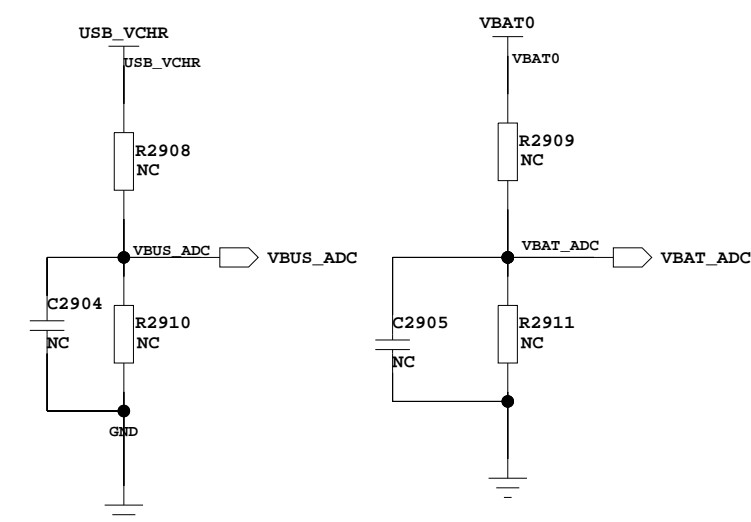 USB_VCHR
USB_VCHR
R2908
NC
VBUS_ADC
VBUS_ADC
C2904
NC
R2910
NC
GND
VBAT0
VBAT0
R2909
NC
VBAT_ADC
VBAT_ADC
C2905
NC
R2911
NC